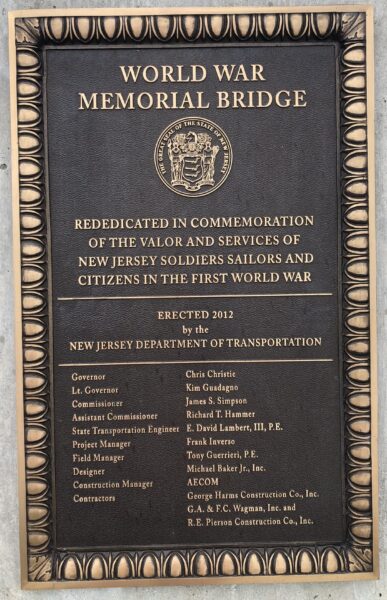 WORLD WAR
MEMORIAL BRIDGE
THE GREAT SEAL OF THE STATE OF NEW JERSEY
REDEDICATED IN COMMEMORATION
OF THE VALOR AND SERVICES OF
NEW JERSEY SOLDIERS SAILORS AND
CITIZENS IN THE FIRST WORLD WAR
ERECTED 2012
by the
NEW JERSEY DEPARTMENT OF TRANSPORTATION
Governor Chris Christie
Lt. Governor Kim Guadagno
Commissioner James S. Simpson
Assistant Commissioner Richard T. Hammer
State Transportation Engineer E. David Lambert, III, P.E.
Project Manager Frank Inverso
Field Manager Tony Guerrieri, P.E.
Designer Michael Baker Jr., Inc.
Construction Manager AECOM
Contractors George Harms Construction Co., Inc.
G.A. & F.C. Wagman, Inc. and
R.E. Pierson Construction Co., Inc.